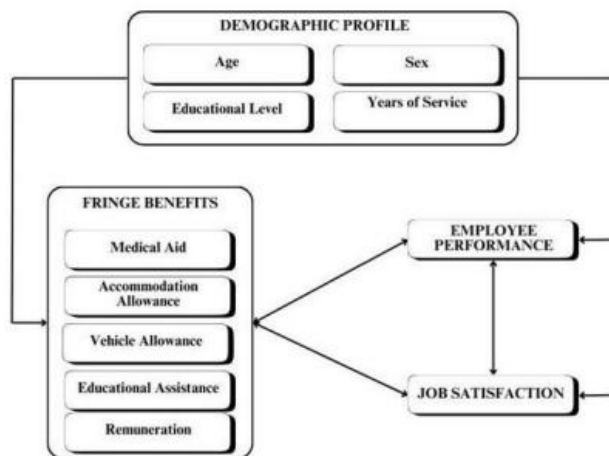 DEMOGRAPHIC PROFILE
Age
Sex
Educational Level
Years of Service
FRINGE BENEFITS
Medical Aid
Accommodation
Allowance
Vehicle Allowance
Educational Assistance
Remuneration
EMPLOYEE
PERFORMANCE
JOB SATISFACTION